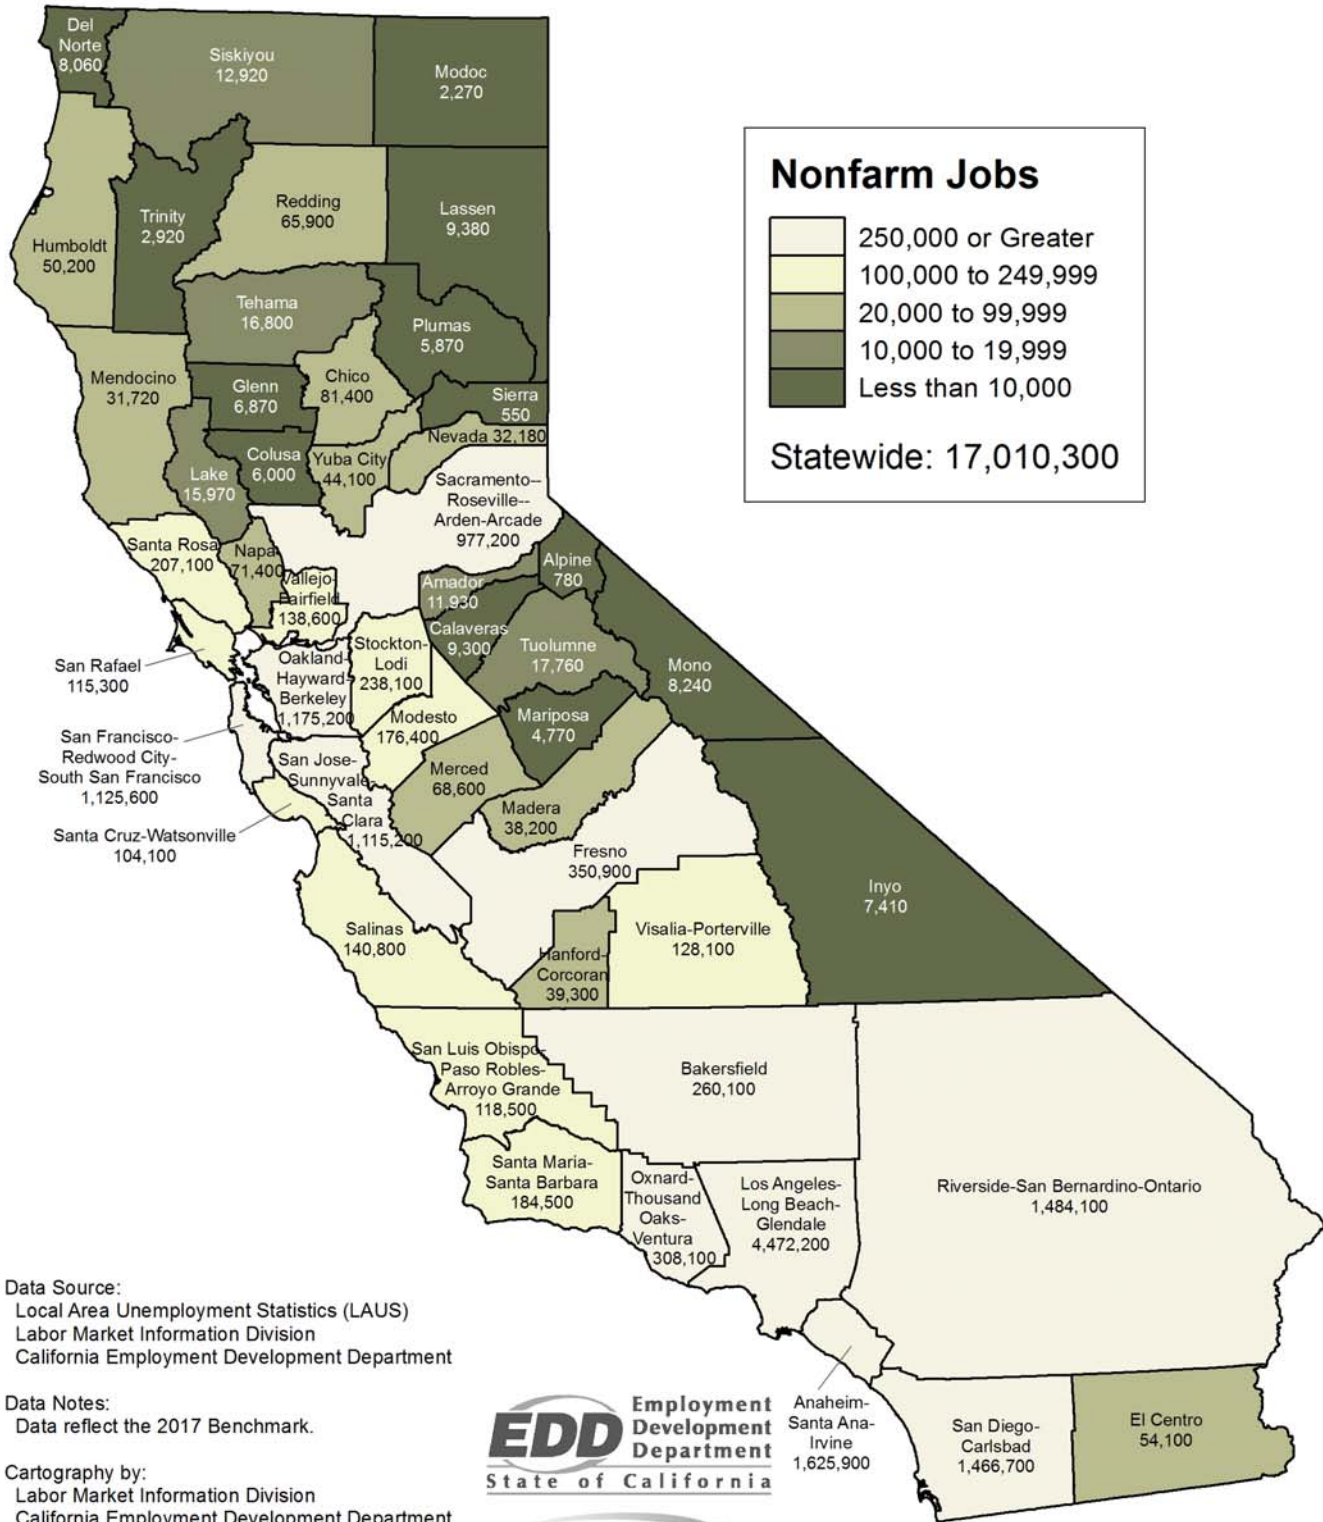 Del
Norte
8,060
Siskiyou
12,920
Modoc
2,270
Nonfarm Jobs
250,000 or Greater
100,000 to 249,999
20,000 to 99,999
10,000 to 19,999
Less than 10,000
Statewide: 17,010,300
Humboldt
50,200
Trinity
2,920
Redding
65,900
Lassen
9,380
Tehama
16,800
Plumas
5,870
Mendocino
31,720
Glenn
6,870
Chico
81,400
Sierra
550
Nevada 32,180
Lake
15,970
Colusa
6,000
Yuba City
44,100
Sacramento--
Roseville--
Arden-Arcade
977,200
Santa Rosa
207,100
Napa
71,400
Vallejo-
Fairfield
138,600
Amador
11,930
Alpine
780
Calaveras
9,300
Tuolumne
17,760
Mono
8,240
San Rafael
115,300
Oakland-
Hayward-
Berkeley
1,175,200
Stockton-
Lodi
238,100
Modesto
176,400
Mariposa
4,770
San Francisco-
Redwood City-
South San Francisco
1,125,600
San Jose-
Sunnyvale-
Santa
Clara
1,115,200
Merced
68,600
Madera
38,200
Santa Cruz-Watsonville
104,100
Fresno
350,900
Inyo
7,410
Salinas
140,800
Hanford-
Corcoran
39,300
Visalia-Porterville
128,100
San Luis Obispo-
Paso Robles-
Arroyo Grande
118,500
Bakersfield
260,100
Santa Maria-
Santa Barbara
184,500
Oxnard-
Thousand
Oaks-
Ventura
308,100
Los Angeles-
Long Beach-
Glendale
4,472,200
Riverside-San Bernardino-Ontario
1,484,100
Anaheim-
Santa Ana-
Irvine
1,625,900
San Diego-
Carlsbad
1,466,700
El Centro
54,100
Data Source:
Local Area Unemployment Statistics (LAUS)
Labor Market Information Division
California Employment Development Department
Data Notes:
Data reflect the 2017 Benchmark.
Cartography by:
Labor Market Information Division
California Employment Development Department
EDD
Employment
Development
Department
State of California